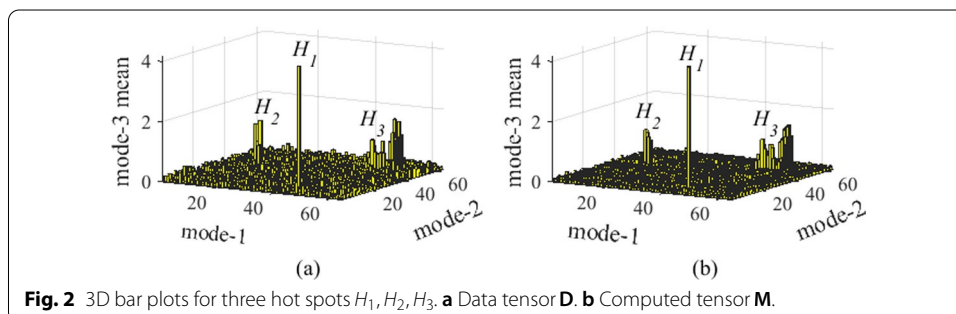 H1
H1
4
4
mode-3 mean
mode-3 mean
H2
H3
H2
H3
2
2
0
0
20
40
60
20
40
60
20
40
60
20
40
60
mode-1
mode-2
mode-1
mode-2
(a)
(b)
Fig. 2 3D bar plots for three hot spots H1, H2, H3. a Data tensor D. b Computed tensor M.